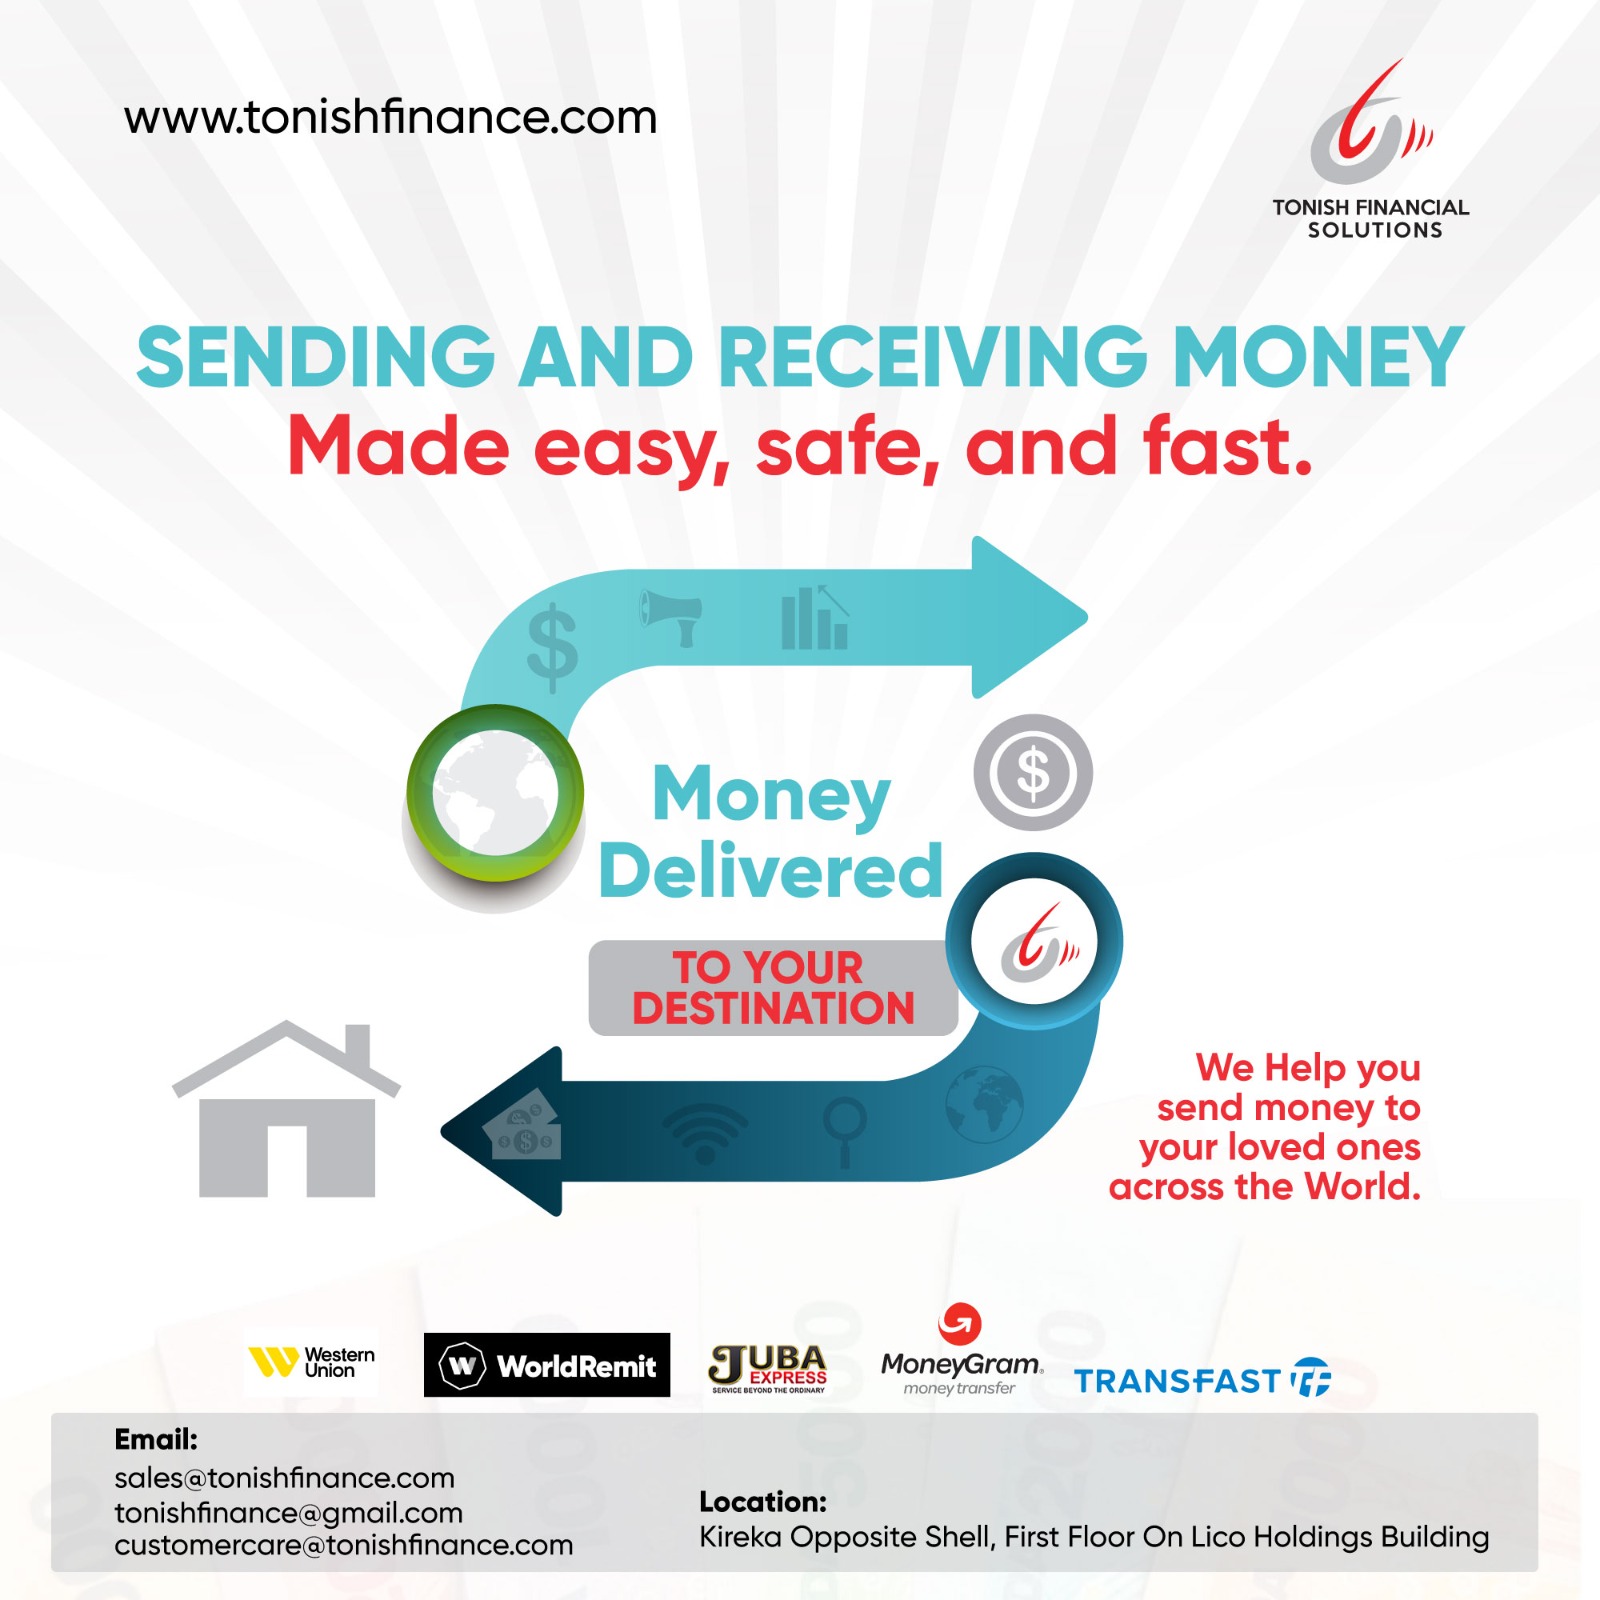 www.tonishfinance.com
TONISH FINANCIAL
SOLUTIONS
SENDING AND RECEIVING MONEY
Made easy, safe, and fast.
$
$
Money
Delivered
TO YOUR
DESTINATION
We Help you
send money to
your loved ones
across the World.
Western
Union
W WorldRemit
JUBA
EXPRESS
SERVICE BEYOND THE ORDINARY
MoneyGram
money transfer
TRANSFAST
Email:
sales@tonishfinance.com
tonishfinance@gmail.com
customercare@tonishfinance.com
Location:
Kireka Opposite Shell, First Floor On Lico Holdings Building